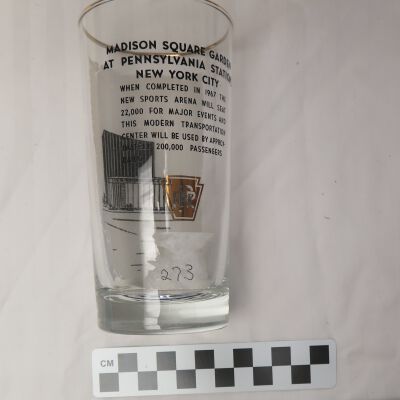 MADISON SQUARE GARDEN
AT PENNSYLVANIA STATION
NEW YORK CITY
WHEN COMPLETED IN 1967 THE
NEW SPORTS ARENA WILL SEAT
22,000 FOR MAJOR EVENTS AND
THIS MODERN TRANSPORTATION
CENTER WILL BE USED BY APPROX-
200,000 PASSENGERS
273
CM